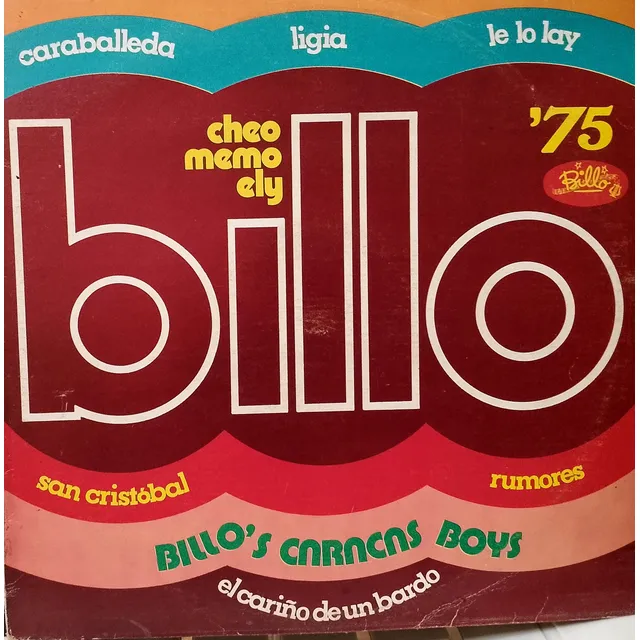 caraballeda
ligia
le lo lay
cheo
memo
ely
'75
Billo
billo
san cristóbal
rumores
BILLO'S CARACAS BOYS
el cariño de un bardo